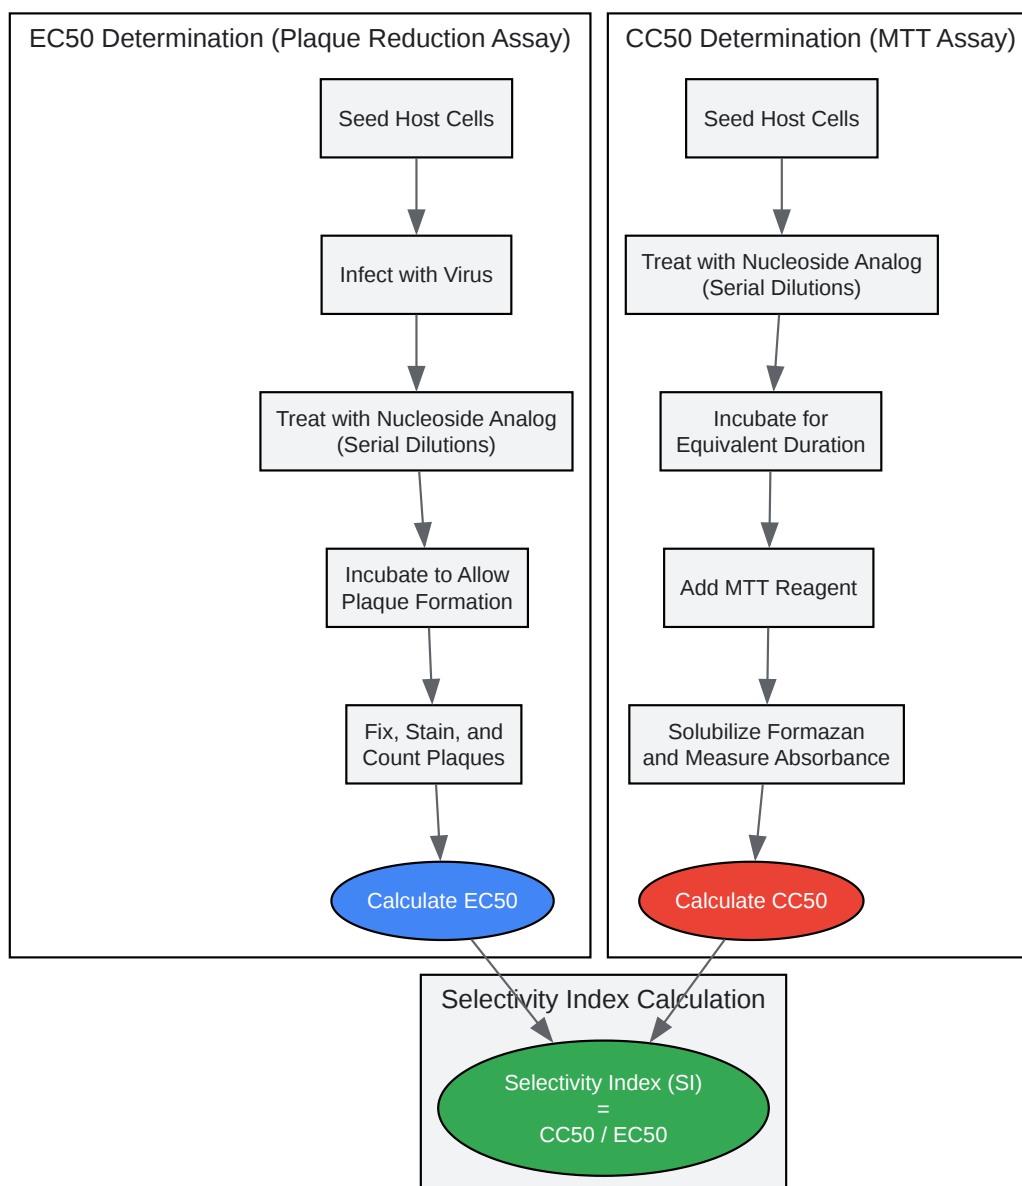 EC50 Determination (Plaque Reduction Assay)
Seed Host Cells
Infect with Virus
Treat with Nucleoside Analog
(Serial Dilutions)
Incubate to Allow
Plaque Formation
Fix, Stain, and
Count Plaques
Calculate EC50
CC50 Determination (MTT Assay)
Seed Host Cells
Treat with Nucleoside Analog
(Serial Dilutions)
Incubate for
Equivalent Duration
Add MTT Reagent
Solubilize Formazan
and Measure Absorbance
Calculate CC50
Selectivity Index Calculation
Selectivity Index (SI)
=
CC50 / EC50